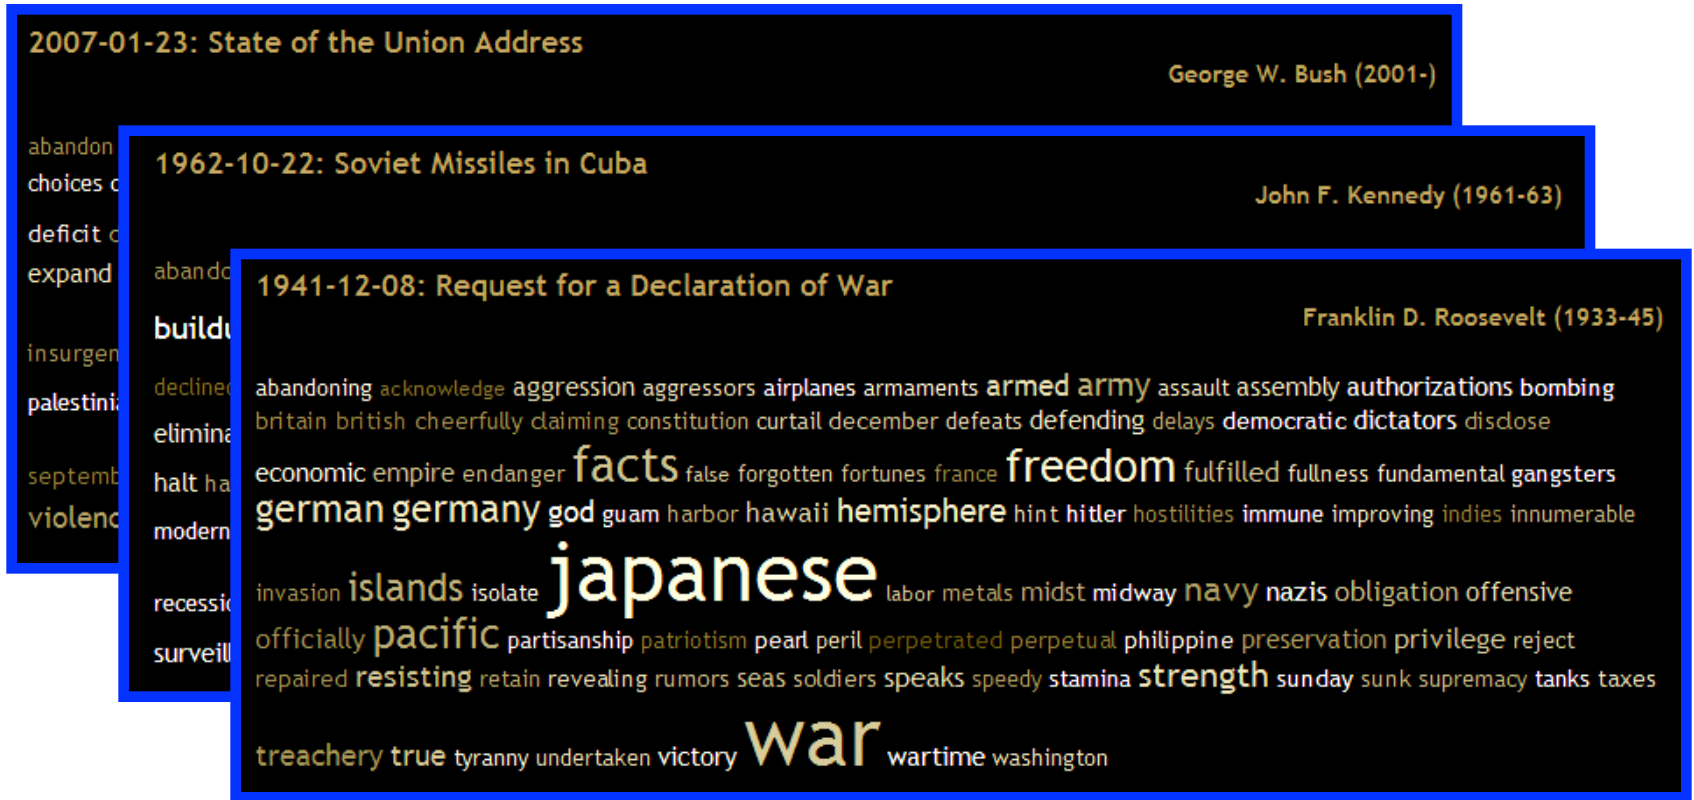 2007-01-23: State of the Union Address
George W. Bush (2001-)
abandon
choices
deficit
expand
palestini
1962-10-22: Soviet Missiles in Cuba
John F. Kennedy (1961-63)
abando
buildu
declined
elimina
halt ha
modern
recessio
surveill
insurgen
septemb
violenc
1941-12-08: Request for a Declaration of War
Franklin D. Roosevelt (1933-45)
abandoning acknowledge aggression aggressors airplanes armaments armed army assault assembly authorizations bombing
britain british cheerfully claiming constitution curtail december defeats defending delays democratic dictators disclose
economic empire endanger facts false forgotten fortunes france freedom fulfilled fullness fundamental gangsters
german germany god guam harbor hawaii hemisphere hint hitler hostilities immune improving indies innumerable
invasion islands isolate japanese labor metals midst midway navy nazis obligation offensive
officially pacific partisanship patriotism pearl peril perpetrated perpetual philippine preservation privilege reject
repaired resisting retain revealing rumors seas soldiers speaks speedy stamina strength sunday sunk supremacy tanks taxes
treachery true tyranny undertaken victory war wartime washington